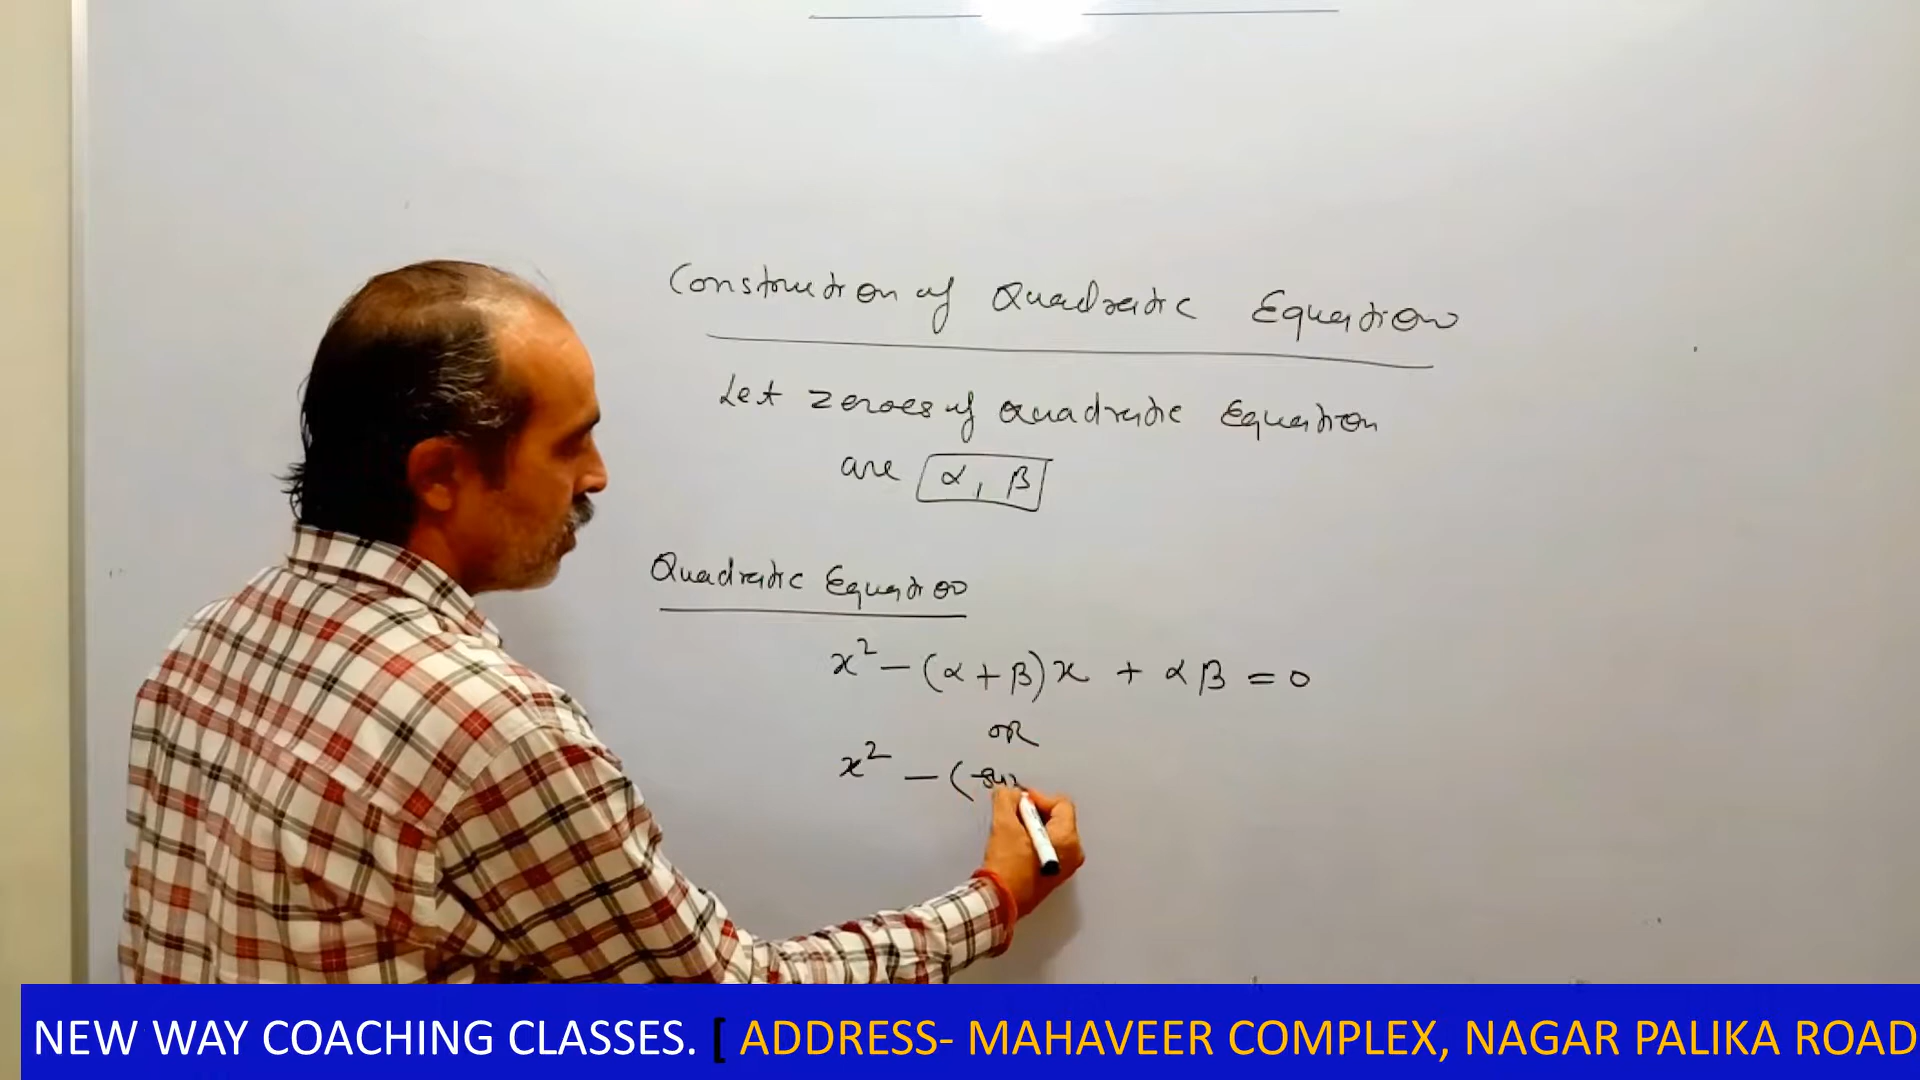 Construction of Quadratic Equation
Let zeroes of Quadratic Equation
are α, β
Quadratic Equation
x² - (α + β)x + αβ = 0
OR
x² - (su
NEW WAY COACHING CLASSES. [ ADDRESS- MAHAVEER COMPLEX, NAGAR PALIKA ROAD